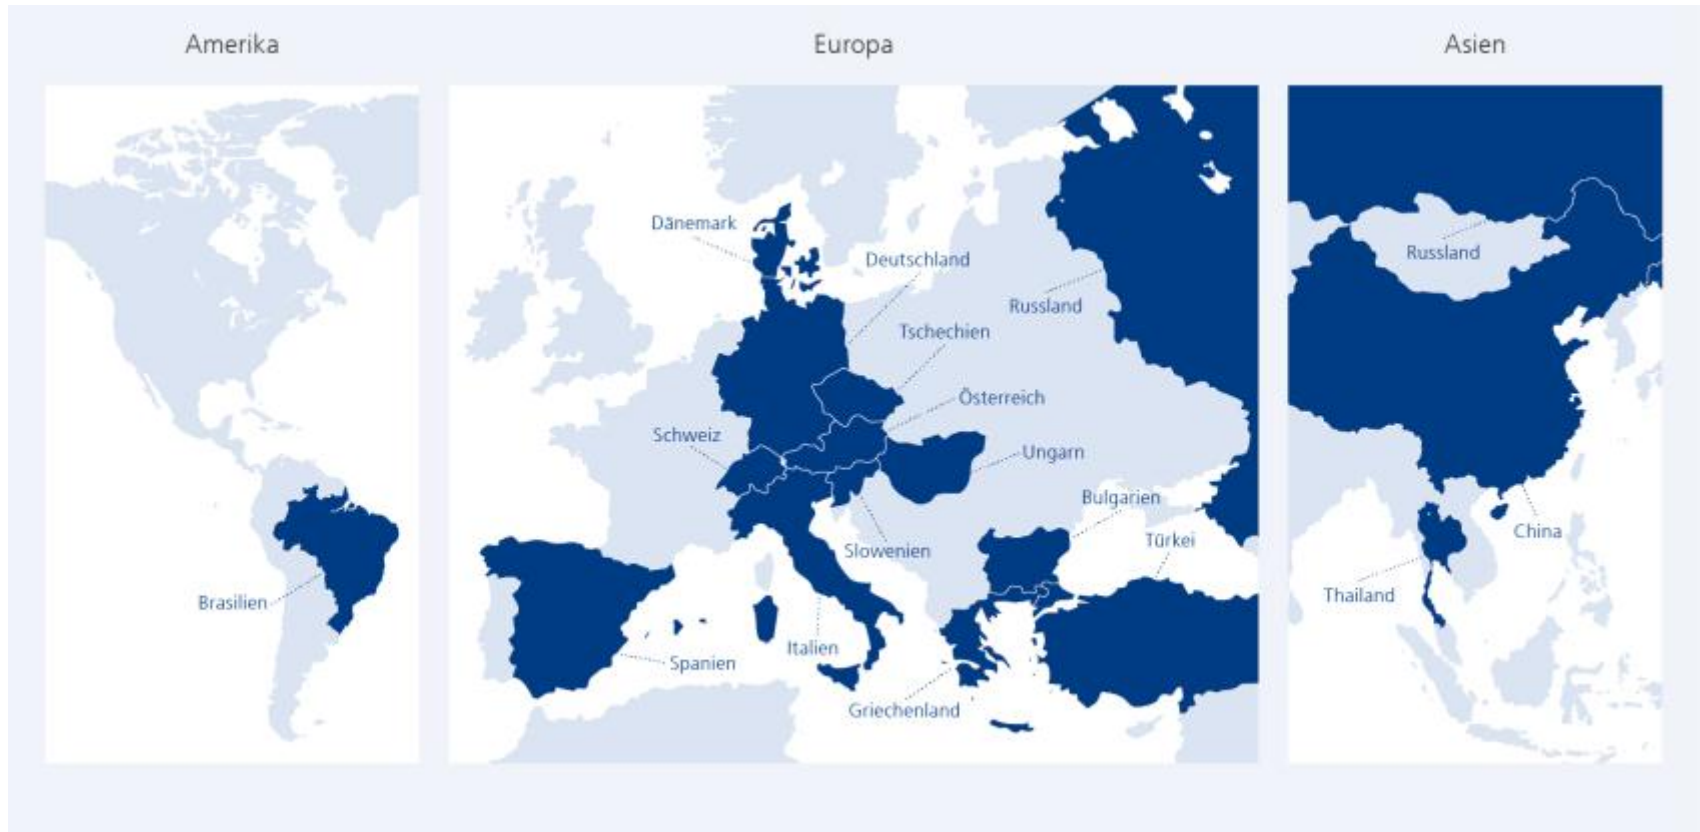 Amerika
Europa
Asien
Brasilien
Dänemark
Deutschland
Russland
Tschechien
Österreich
Schweiz
Ungarn
Bulgarien
Türkei
Slowenien
Italien
Spanien
Griechenland
Russland
China
Thailand